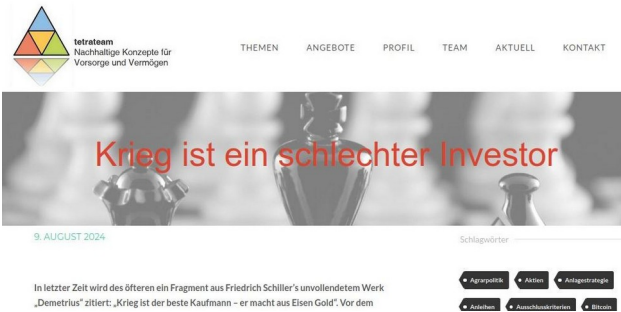 tetrateam
Nachhaltige Konzepte für
Vorsorge und Vermögen
THEMEN ANGEBOTE PROFIL TEAM AKTUELL KONTAKT
Krieg ist ein schlechter Investor
9. AUGUST 2024
Schlagwörter
Agrarpolitik Aktien Anlagestrategie
In letzter Zeit wird des öfteren ein Fragment aus Friedrich Schiller's unvollendetem Werk
„Demetrius" zitiert: „Krieg ist der beste Kaufmann – er macht aus Eisen Gold". Vor dem
Anleihen Ausschlusskriterien Bitcoin